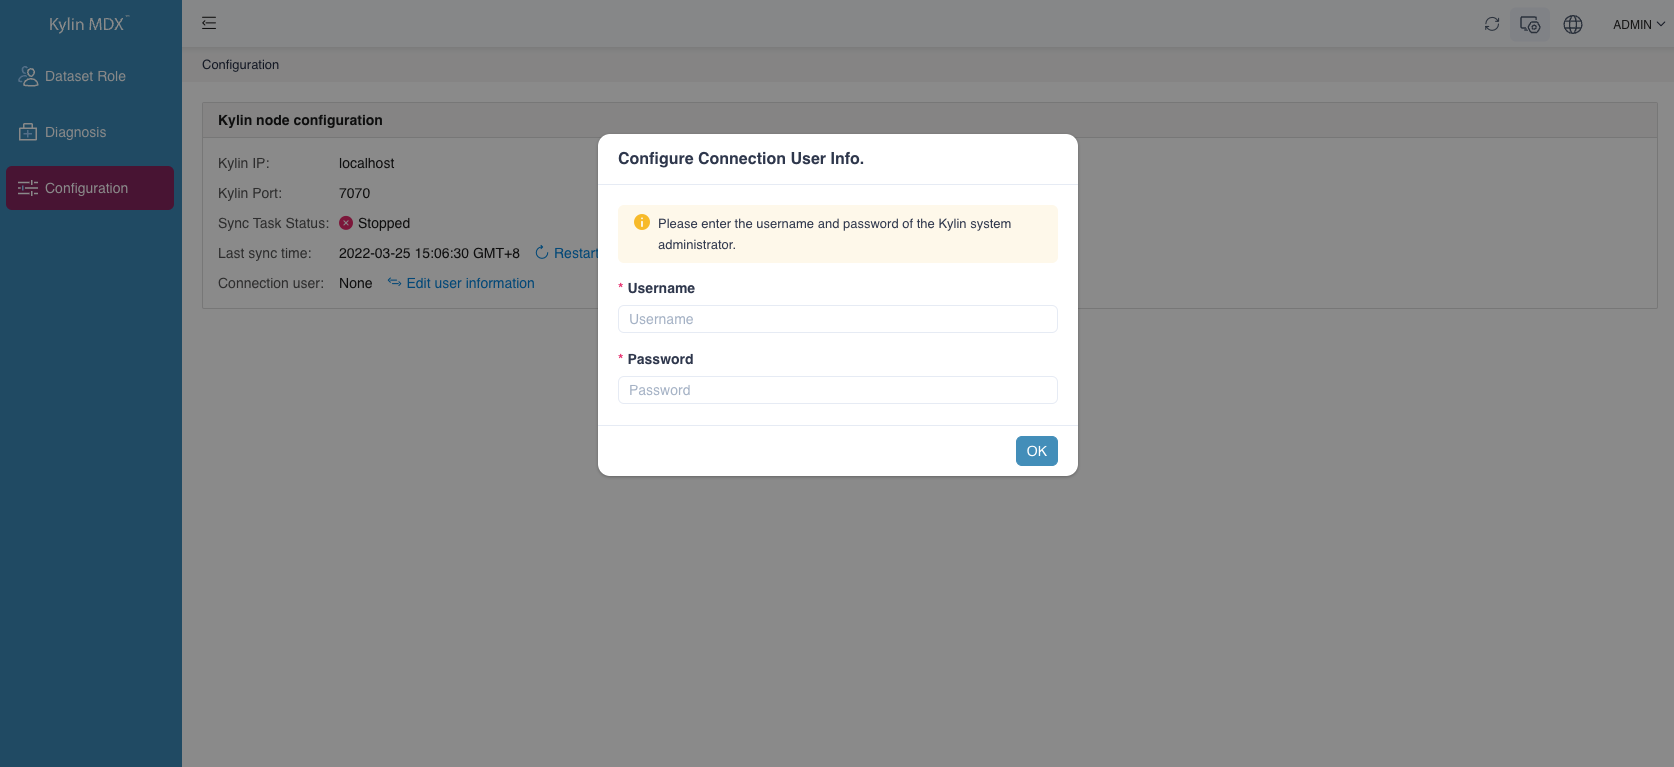 Kylin MDX™
ADMIN
Dataset Role
Diagnosis
Configuration
Configuration
Kylin node configuration
Kylin IP: localhost
Kylin Port: 7070
Sync Task Status: Stopped
Last sync time: 2022-03-25 15:06:30 GMT+8 Restart
Connection user: None Edit user information
Configure Connection User Info.
Please enter the username and password of the Kylin system
administrator.
* Username
Username
* Password
Password
OK